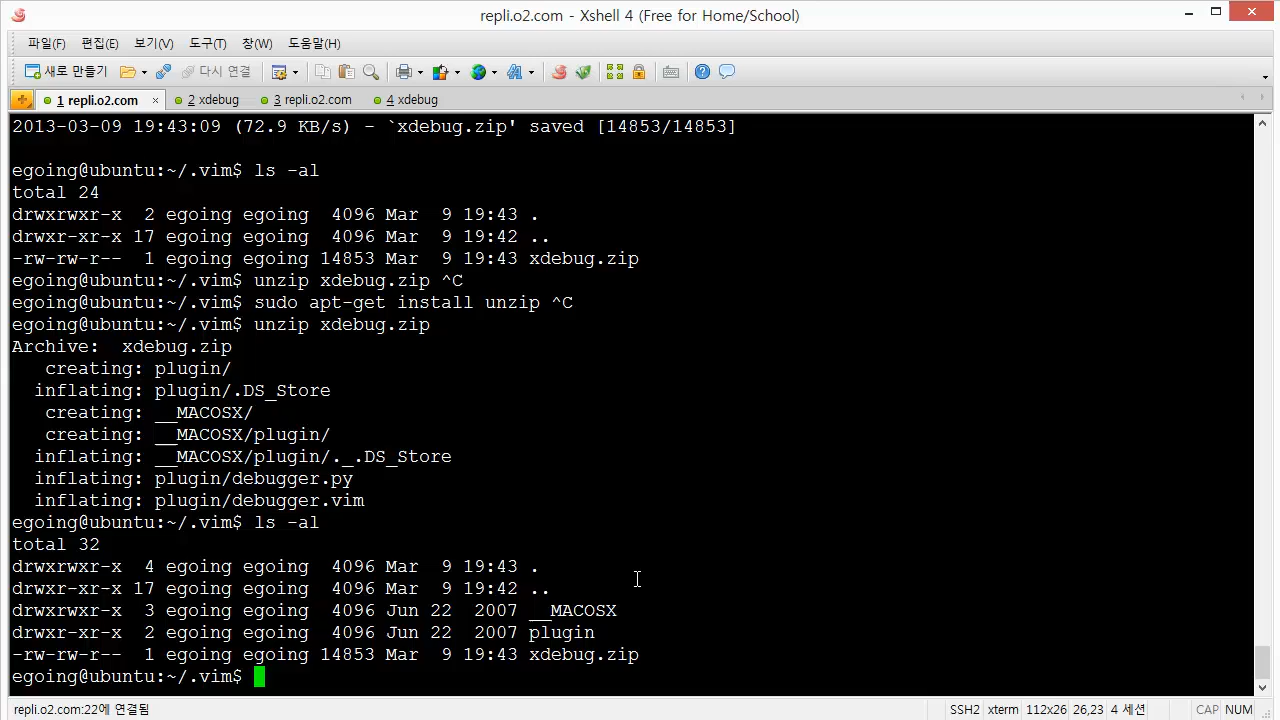 repli.o2.com - Xshell 4 (Free for Home/School)
파일(F) 편집(E) 보기(V) 도구(T) 창(W) 도움말(H)
새로 만들기 다시 연결
1 repli.o2.com × 2 xdebug 3 repli.o2.com 4 xdebug
2013-03-09 19:43:09 (72.9 KB/s) - `xdebug.zip' saved [14853/14853]
egoing@ubuntu:~/.vim$ ls -al
total 24
drwxrwxr-x  2 egoing egoing  4096 Mar  9 19:43 .
drwxr-xr-x 17 egoing egoing  4096 Mar  9 19:42 ..
-rw-rw-r--  1 egoing egoing 14853 Mar  9 19:43 xdebug.zip
egoing@ubuntu:~/.vim$ unzip xdebug.zip ^C
egoing@ubuntu:~/.vim$ sudo apt-get install unzip ^C
egoing@ubuntu:~/.vim$ unzip xdebug.zip
Archive:  xdebug.zip
   creating: plugin/
  inflating: plugin/.DS_Store
   creating: __MACOSX/
   creating: __MACOSX/plugin/
  inflating: __MACOSX/plugin/._.DS_Store
  inflating: plugin/debugger.py
  inflating: plugin/debugger.vim
egoing@ubuntu:~/.vim$ ls -al
total 32
drwxrwxr-x  4 egoing egoing  4096 Mar  9 19:43 .
drwxr-xr-x 17 egoing egoing  4096 Mar  9 19:42 ..
drwxrwxr-x  3 egoing egoing  4096 Jun 22  2007 __MACOSX
drwxr-xr-x  2 egoing egoing  4096 Jun 22  2007 plugin
-rw-rw-r--  1 egoing egoing 14853 Mar  9 19:43 xdebug.zip
egoing@ubuntu:~/.vim$
repli.o2.com:22에 연결됨 SSH2 xterm 112x26 26,23 4 세션 CAP NUM